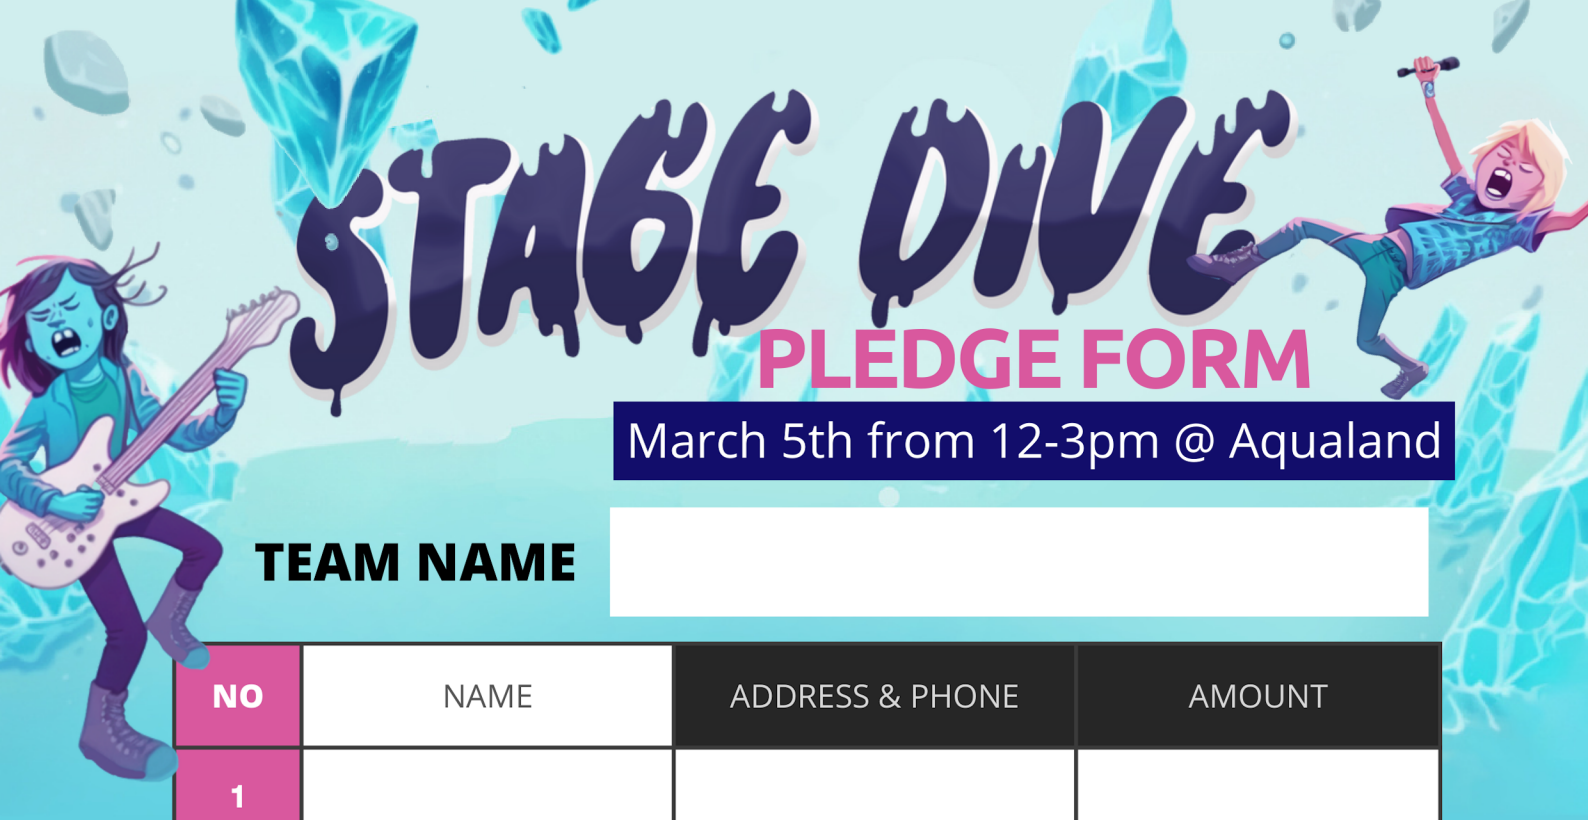 STAGE DIVE
PLEDGE FORM
March 5th from 12-3pm @ Aqualand
TEAM NAME
NO NAME ADDRESS & PHONE AMOUNT
1